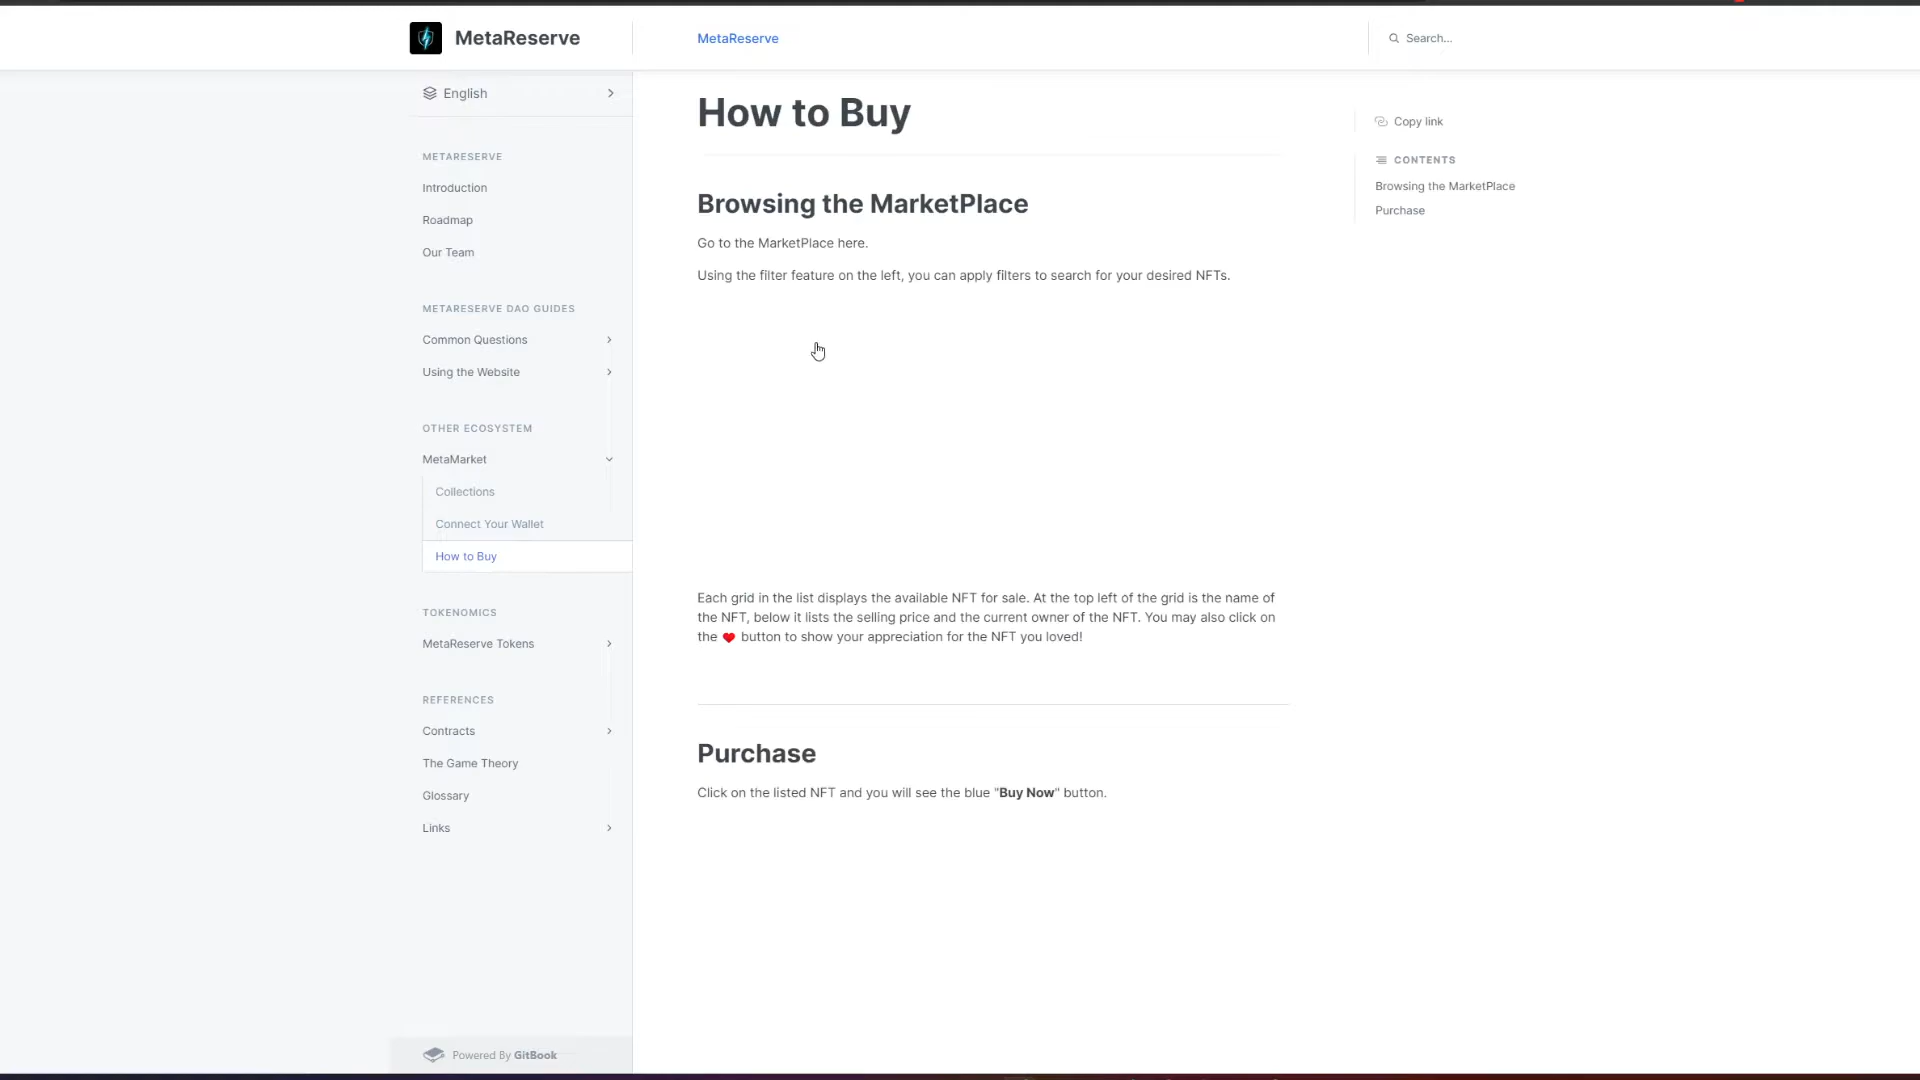 MetaReserve
MetaReserve
Search...
English
METARESERVE
Introduction
Roadmap
Our Team
METARESERVE DAO GUIDES
Common Questions
Using the Website
OTHER ECOSYSTEM
MetaMarket
Collections
Connect Your Wallet
How to Buy
TOKENOMICS
MetaReserve Tokens
REFERENCES
Contracts
The Game Theory
Glossary
Links
Powered By GitBook
How to Buy
Browsing the MarketPlace
Go to the MarketPlace here.
Using the filter feature on the left, you can apply filters to search for your desired NFTs.
Each grid in the list displays the available NFT for sale. At the top left of the grid is the name of
the NFT, below it lists the selling price and the current owner of the NFT. You may also click on
the ❤ button to show your appreciation for the NFT you loved!
Purchase
Click on the listed NFT and you will see the blue "Buy Now" button.
Copy link
CONTENTS
Browsing the MarketPlace
Purchase